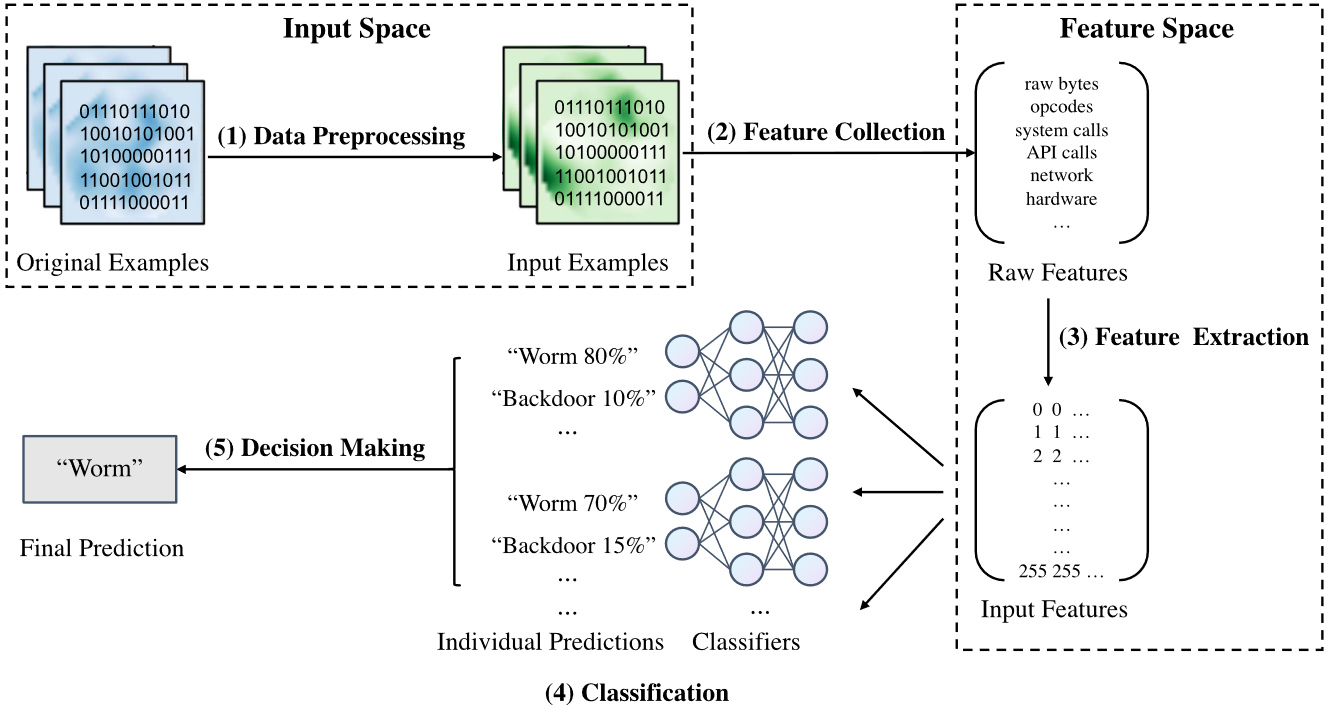 Input Space
01110111010
10010101001
10100000111
11001001011
01111000011
Original Examples
(1) Data Preprocessing
01110111010
10010101001
10100000111
11001001011
01111000011
Input Examples
(2) Feature Collection
Feature Space
raw bytes
opcodes
system calls
API calls
network
hardware
...
Raw Features
(3) Feature Extraction
0 0 ...
1 1 ...
2 2 ...
...
...
...
...
255 255 ...
Input Features
“Worm 80%”
“Backdoor 10%”
...
“Worm 70%”
“Backdoor 15%”
...
...
Individual Predictions
...
Classifiers
(4) Classification
(5) Decision Making
“Worm”
Final Prediction